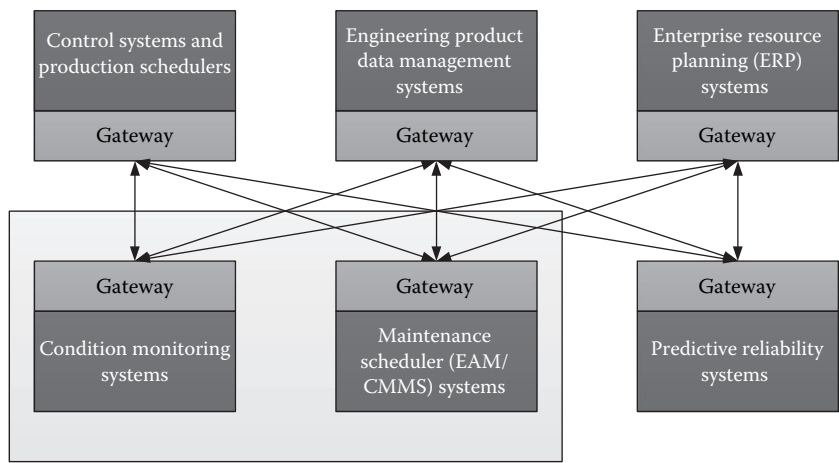 Control systems and
production schedulers
Gateway
Engineering product
data management
systems
Gateway
Enterprise resource
planning (ERP)
systems
Gateway
Gateway
Condition monitoring
systems
Gateway
Maintenance
scheduler (EAM/
CMMS) systems
Gateway
Predictive reliability
systems